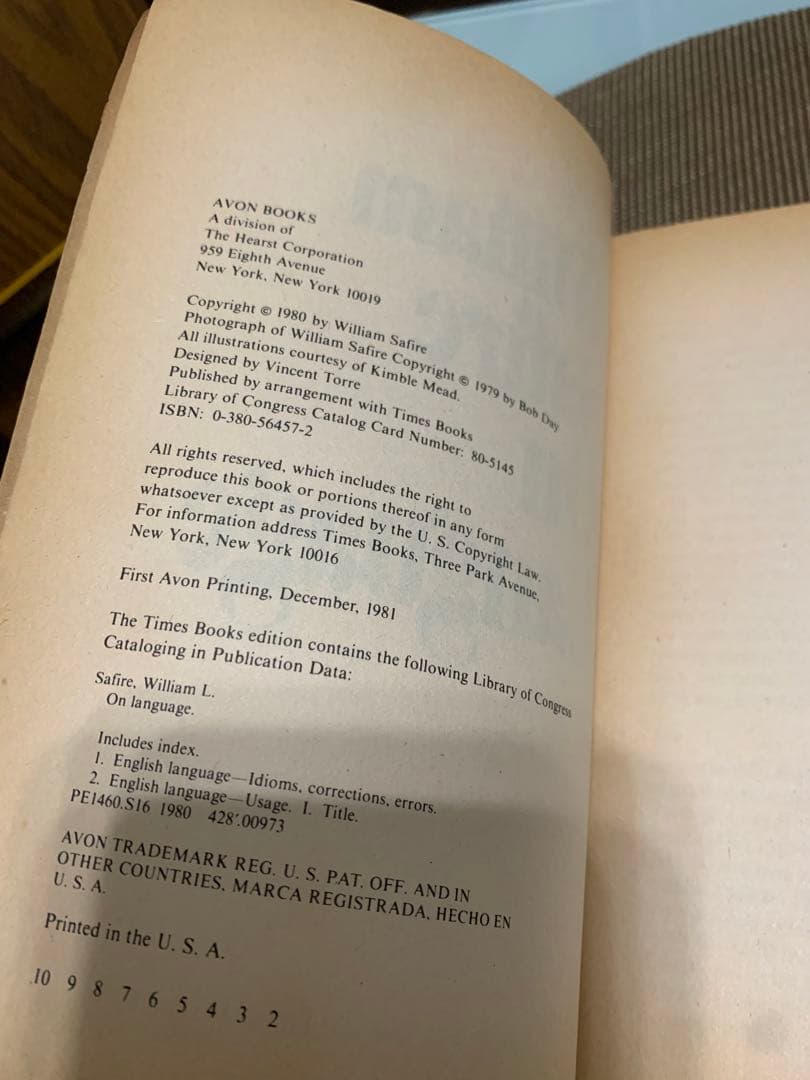 AVON BOOKS
A division of
The Hearst Corporation
959 Eighth Avenue
New York, New York 10019
Copyright © 1980 by William Safire
Photograph of William Safire Copyright © 1979 by Bob Day
All illustrations courtesy of Kimble Mead.
Designed by Vincent Torre
Published by arrangement with Times Books
Library of Congress Catalog Card Number: 80-5145
ISBN: 0-380-56457-2
All rights reserved, which includes the right to
reproduce this book or portions thereof in any form
whatsoever except as provided by the U. S. Copyright Law.
For information address Times Books, Three Park Avenue,
New York, New York 10016
First Avon Printing, December, 1981
The Times Books edition contains the following Library of Congress
Cataloging in Publication Data:
Safire, William L.
On language.
Includes index.
1. English language—Idioms, corrections, errors.
2. English language—Usage. I. Title.
PE1460.S16 1980 428'.00973
AVON TRADEMARK REG. U. S. PAT. OFF. AND IN
OTHER COUNTRIES, MARCA REGISTRADA, HECHO EN
U. S. A.
Printed in the U. S. A.
10 9 8 7 6 5 4 3 2